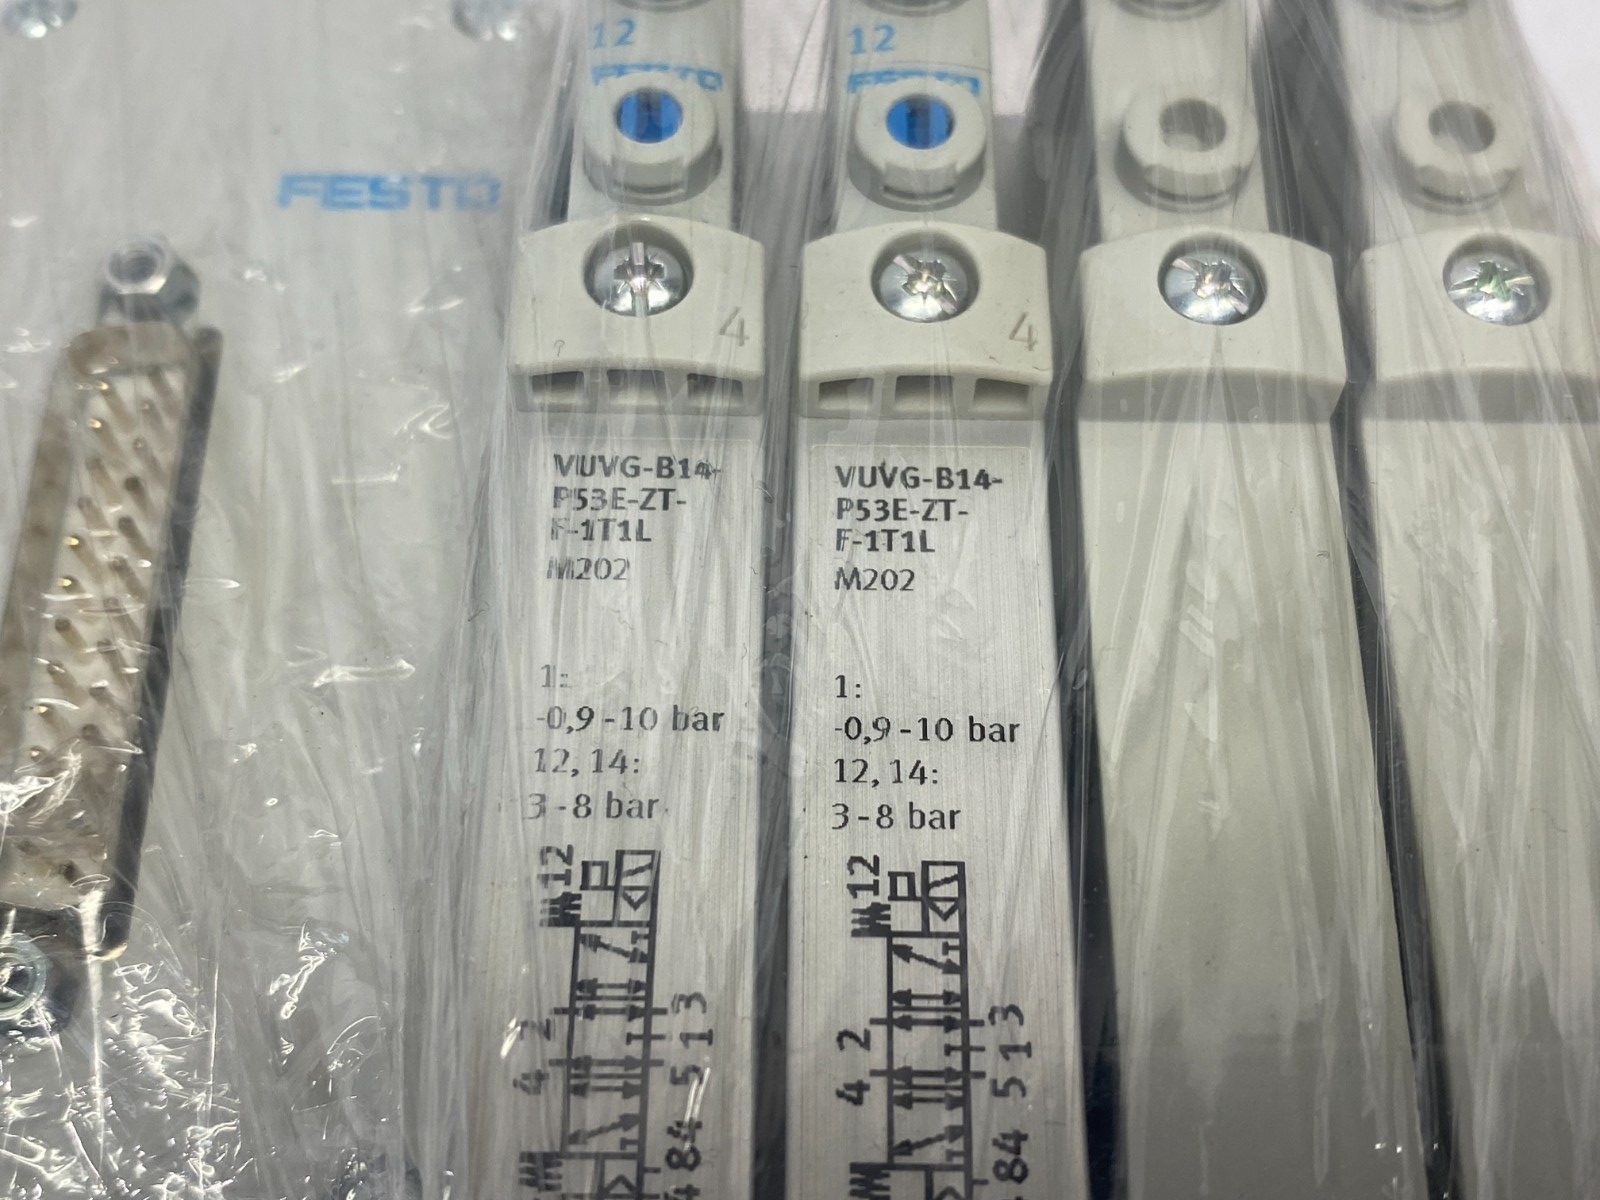 12
FESTO
12
FESTO
FESTO
4
4
VUVG-B14-
P53E-ZT-
F-1T1L
M202
1:
-0,9-10 bar
12, 14:
3-8 bar
12
4 2
5 1 3
84
VUVG-B14-
P53E-ZT-
F-1T1L
M202
1:
-0,9-10 bar
12, 14:
3-8 bar
12
4 2
84 5 1 3